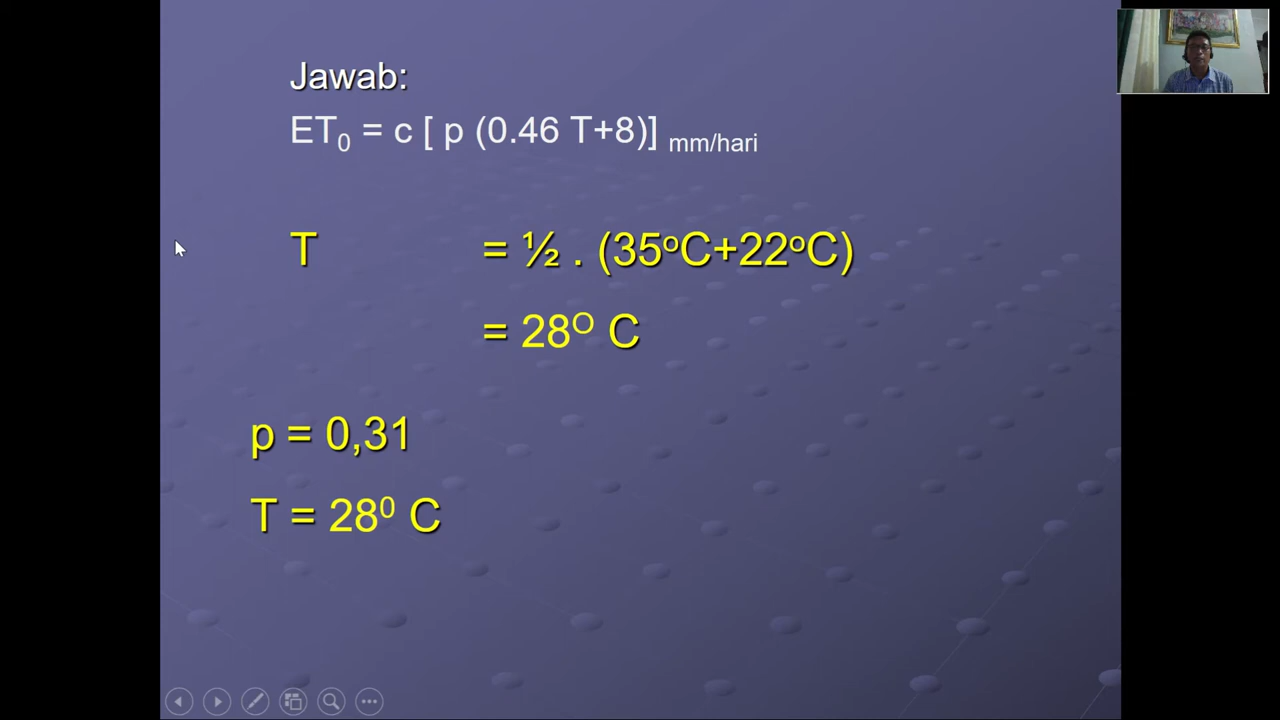 Jawab:
ET₀ = c [ p (0.46 T+8)] mm/hari
T = ½ . (35ᵒC+22ᵒC)
= 28ᴼ C
p = 0,31
T = 28⁰ C